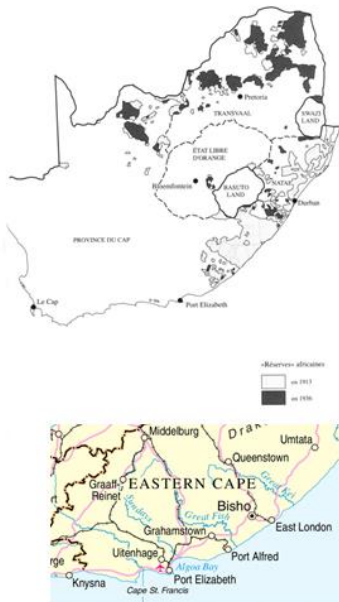 Pretoria
TRANSVAAL
SWAZI
LAND
ÉTAT LIBRE
D'ORANGE
Bloemfontein
BASUTO
LAND
NATAL
Durban
PROVINCE DU CAP
Le Cap
Port Elizabeth
«Réserves» africaines
en 1913
en 1936
Middelburg
Drak
Umtata
Queenstown
Graaff-
Reinet
EASTERN CAPE
Great Kei
Sundays
Great Fish
Bisho
East London
Grahamstown
Uitenhage
Port Alfred
rge
Algoa Bay
Knysna
Port Elizabeth
Cape St. Francis